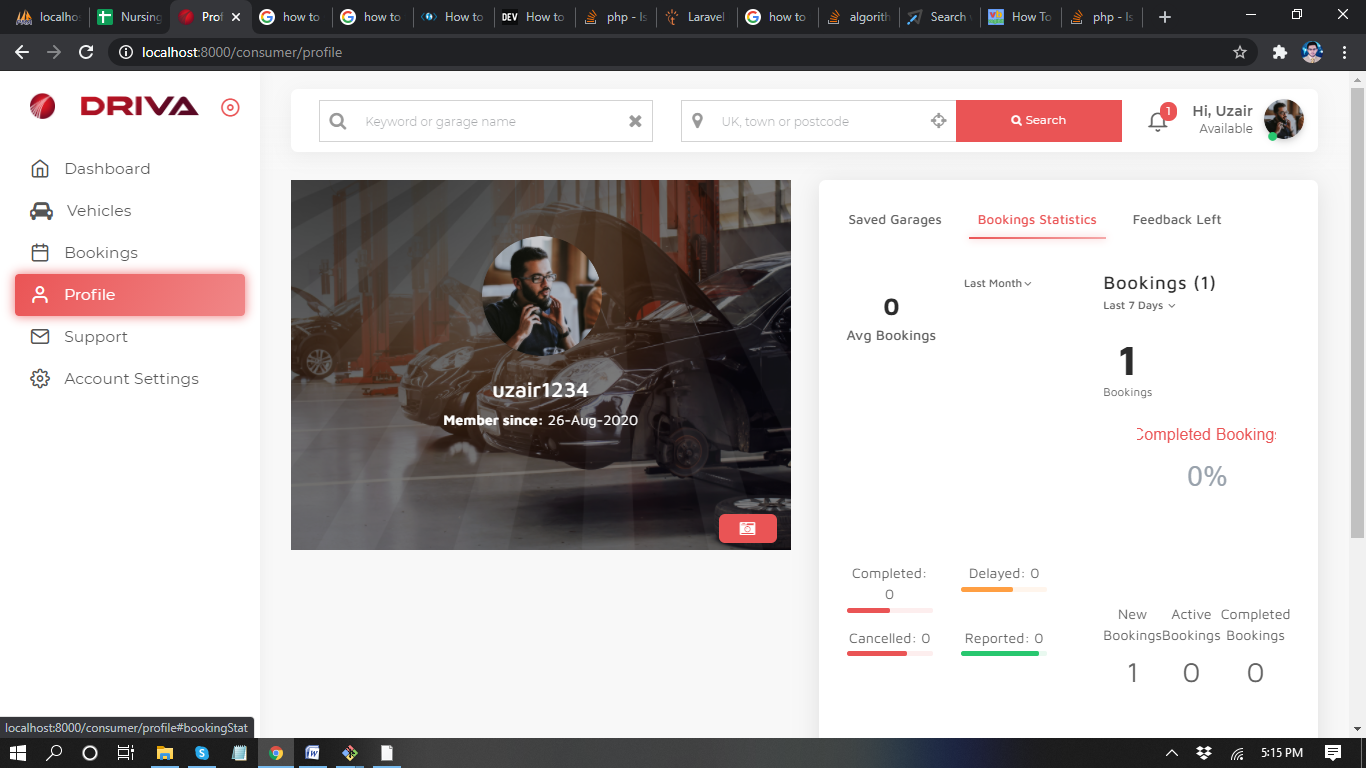 localhos
Nursing
Prof
how to
how to
How to
DEV How to
php - Is
Laravel
how to
algorith
Search
How To
php - Is
localhost:8000/consumer/profile
DRIVA
Keyword or garage name
UK, town or postcode
Search
1
Hi, Uzair
Available
Dashboard
Vehicles
Bookings
Profile
Support
Account Settings
uzair1234
Member since: 26-Aug-2020
Saved Garages
Bookings Statistics
Feedback Left
Last Month
0
Avg Bookings
Bookings (1)
Last 7 Days
1
Bookings
Completed Bookings
0%
Completed:
0
Delayed: 0
Cancelled: 0
Reported: 0
New Active Completed
Bookings Bookings Bookings
1 0 0
localhost:8000/consumer/profile#bookingStat
5:15 PM